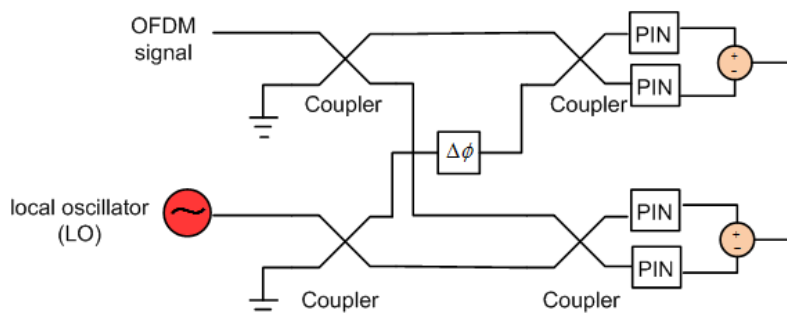 OFDM
signal
PIN
+
-
PIN
Coupler
Coupler
Δϕ
local oscillator
(LO)
~
PIN
+
-
PIN
Coupler
Coupler